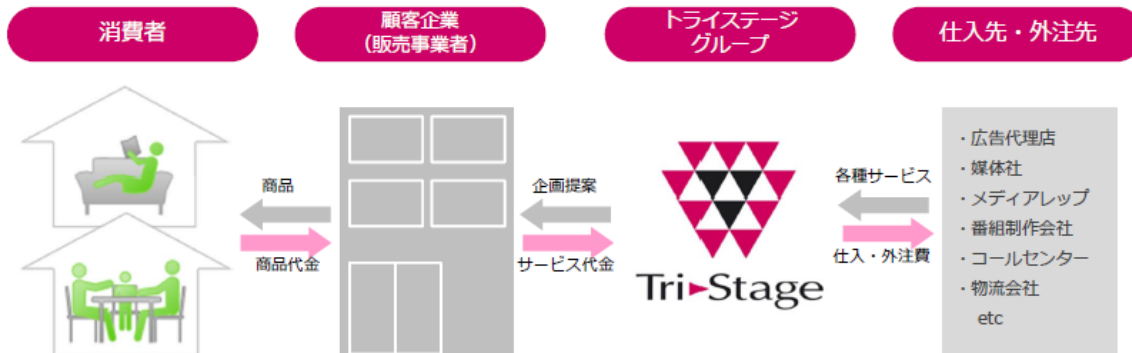 消費者
顧客企業
（販売事業者）
トライステージ
グループ
仕入先・外注先
商品
商品代金
企画提案
サービス代金
Tri-Stage
各種サービス
仕入・外注費
・広告代理店
・媒体社
・メディアレップ
・番組制作会社
・コールセンター
・物流会社
etc